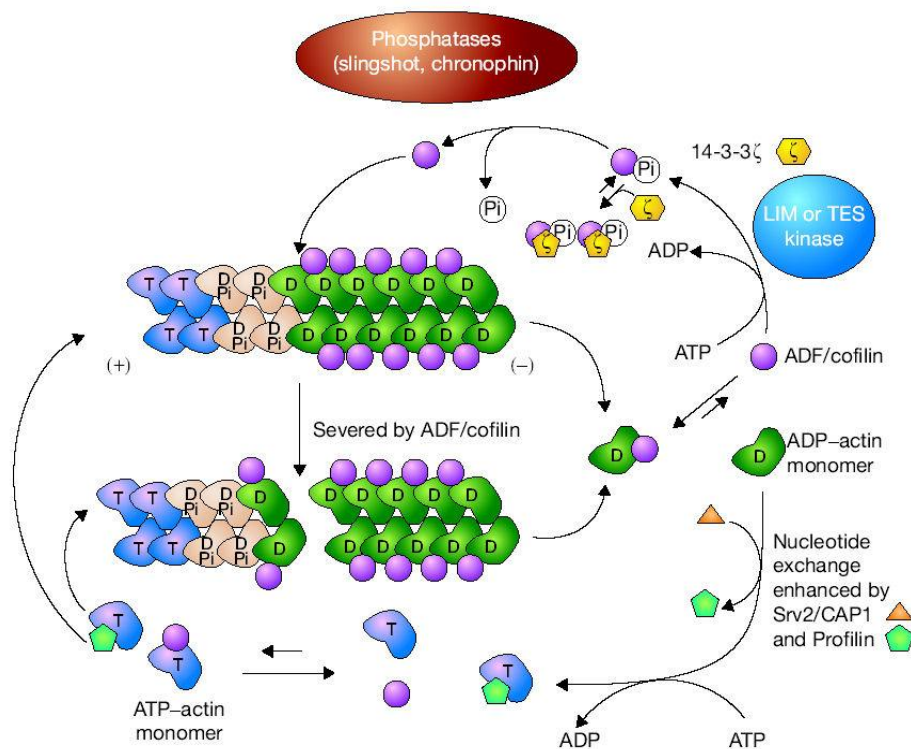 Phosphatases
(slingshot, chronophin)
14-3-3ζ ζ
Pi
Pi
ζ
LIM or TES
kinase
Pi Pi
ζ ζ
ADP
T T D D D D D D D D
Pi Pi
T T D D D D D D D D
Pi Pi
(+)
(−)
ATP
ADF/cofilin
Severed by ADF/cofilin
D
D
ADP–actin
monomer
T T D D D D D D D D
Pi Pi
T T D D D D D D D D
Pi Pi
Nucleotide
exchange
enhanced by
Srv2/CAP1
and Profilin
T
T
T
T
ATP–actin
monomer
ADP
ATP